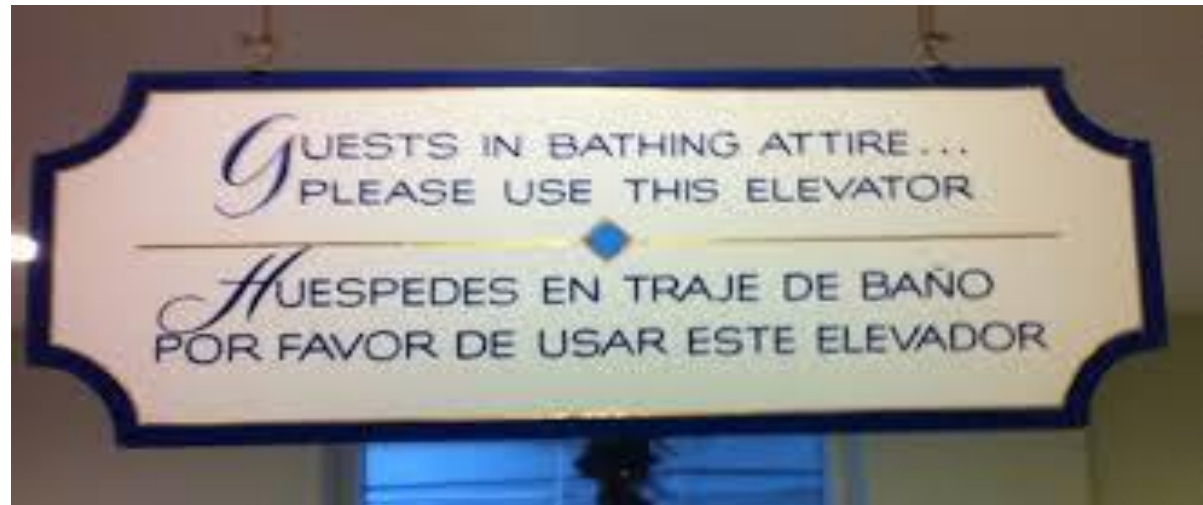 GUESTS IN BATHING ATTIRE...
PLEASE USE THIS ELEVATOR
HUESPEDES EN TRAJE DE BAÑO
POR FAVOR DE USAR ESTE ELEVADOR